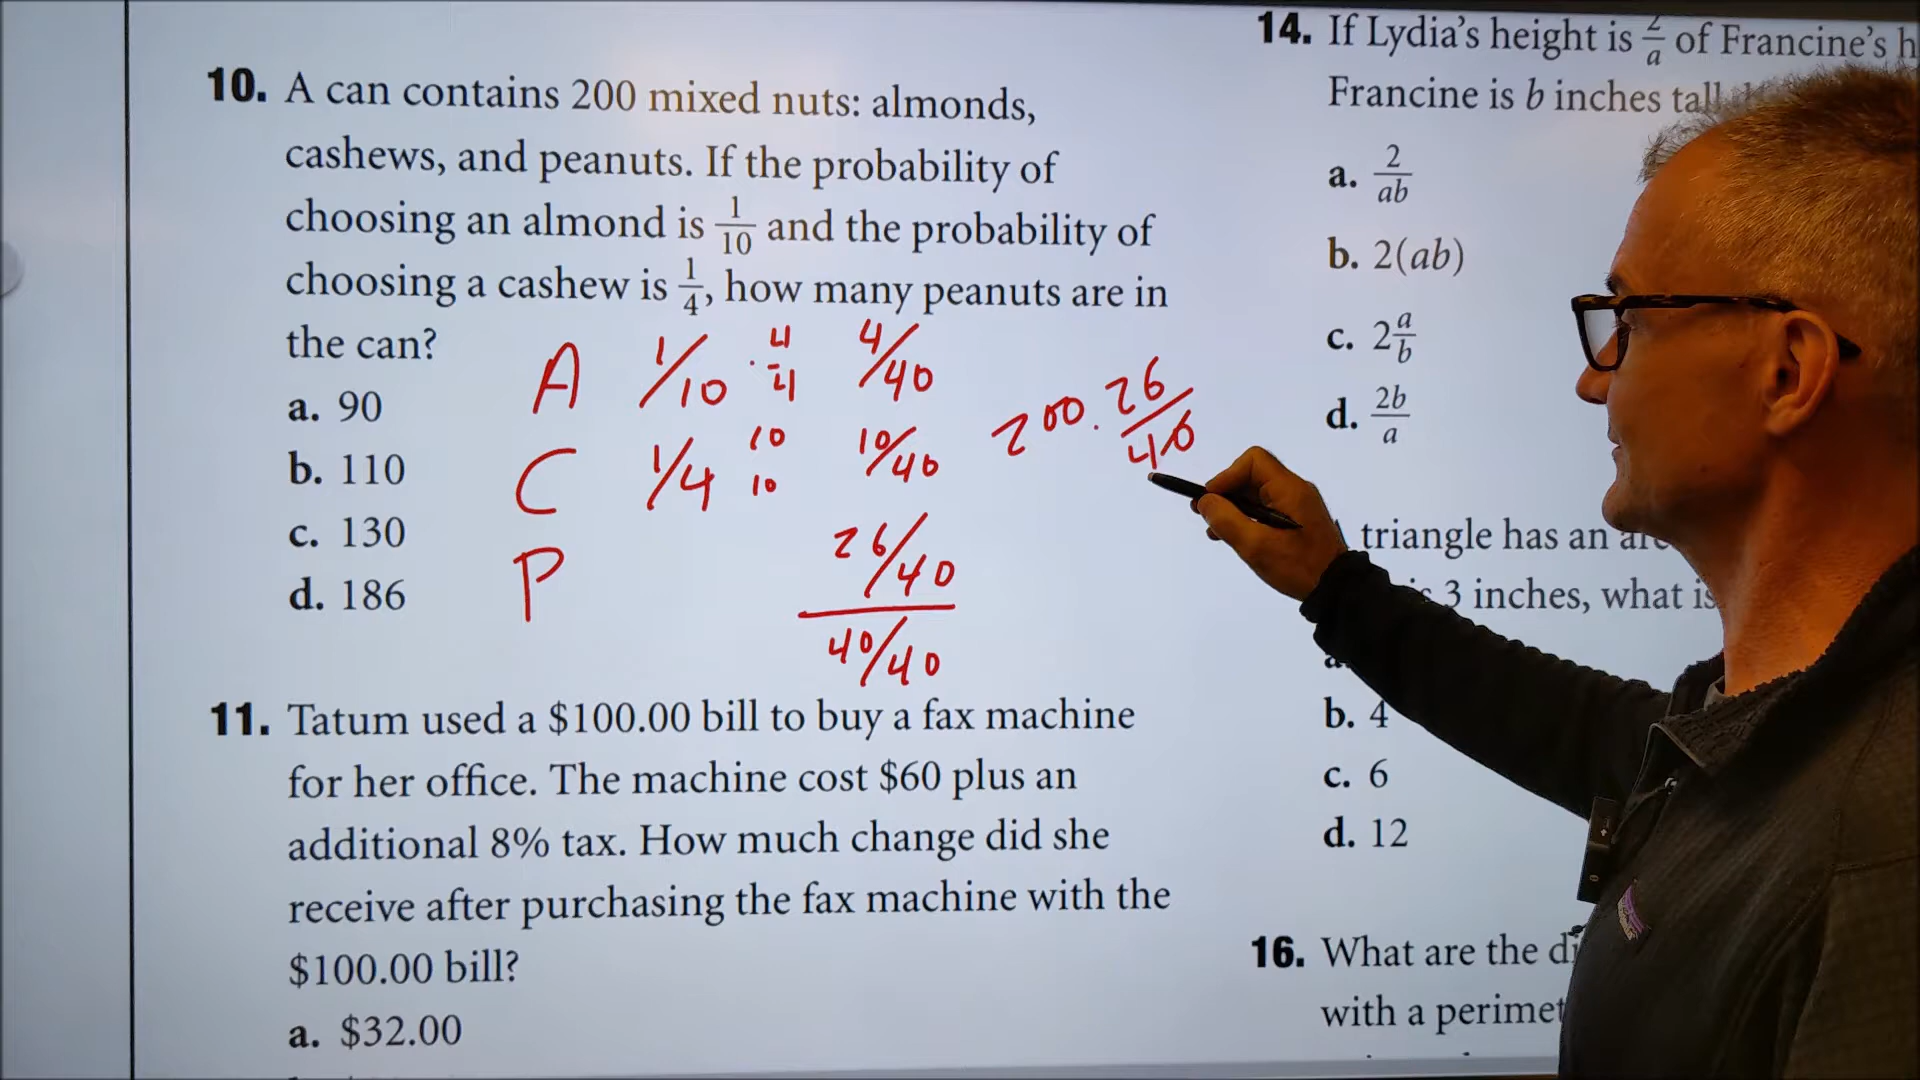 10. A can contains 200 mixed nuts: almonds,
cashews, and peanuts. If the probability of
choosing an almond is 1/10 and the probability of
choosing a cashew is 1/4, how many peanuts are in
the can?
a. 90
b. 110
c. 130
d. 186
A 1/10 · 4/4 4/40
C 1/4 10/10 10/40
P 26/40
40/40
200 · 26/40
11. Tatum used a $100.00 bill to buy a fax machine
for her office. The machine cost $60 plus an
additional 8% tax. How much change did she
receive after purchasing the fax machine with the
$100.00 bill?
a. $32.00
14. If Lydia's height is 2/a of Francine's h
Francine is b inches tall
a. 2/ab
b. 2(ab)
c. 2 a/b
d. 2b/a
triangle has an
3 inches, what is
a.
b. 4
c. 6
d. 12
16. What are the di
with a perimet